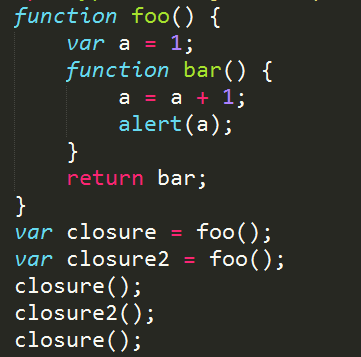 function foo() {
    var a = 1;
    function bar() {
        a = a + 1;
        alert(a);
    }
    return bar;
}
var closure = foo();
var closure2 = foo();
closure();
closure2();
closure();